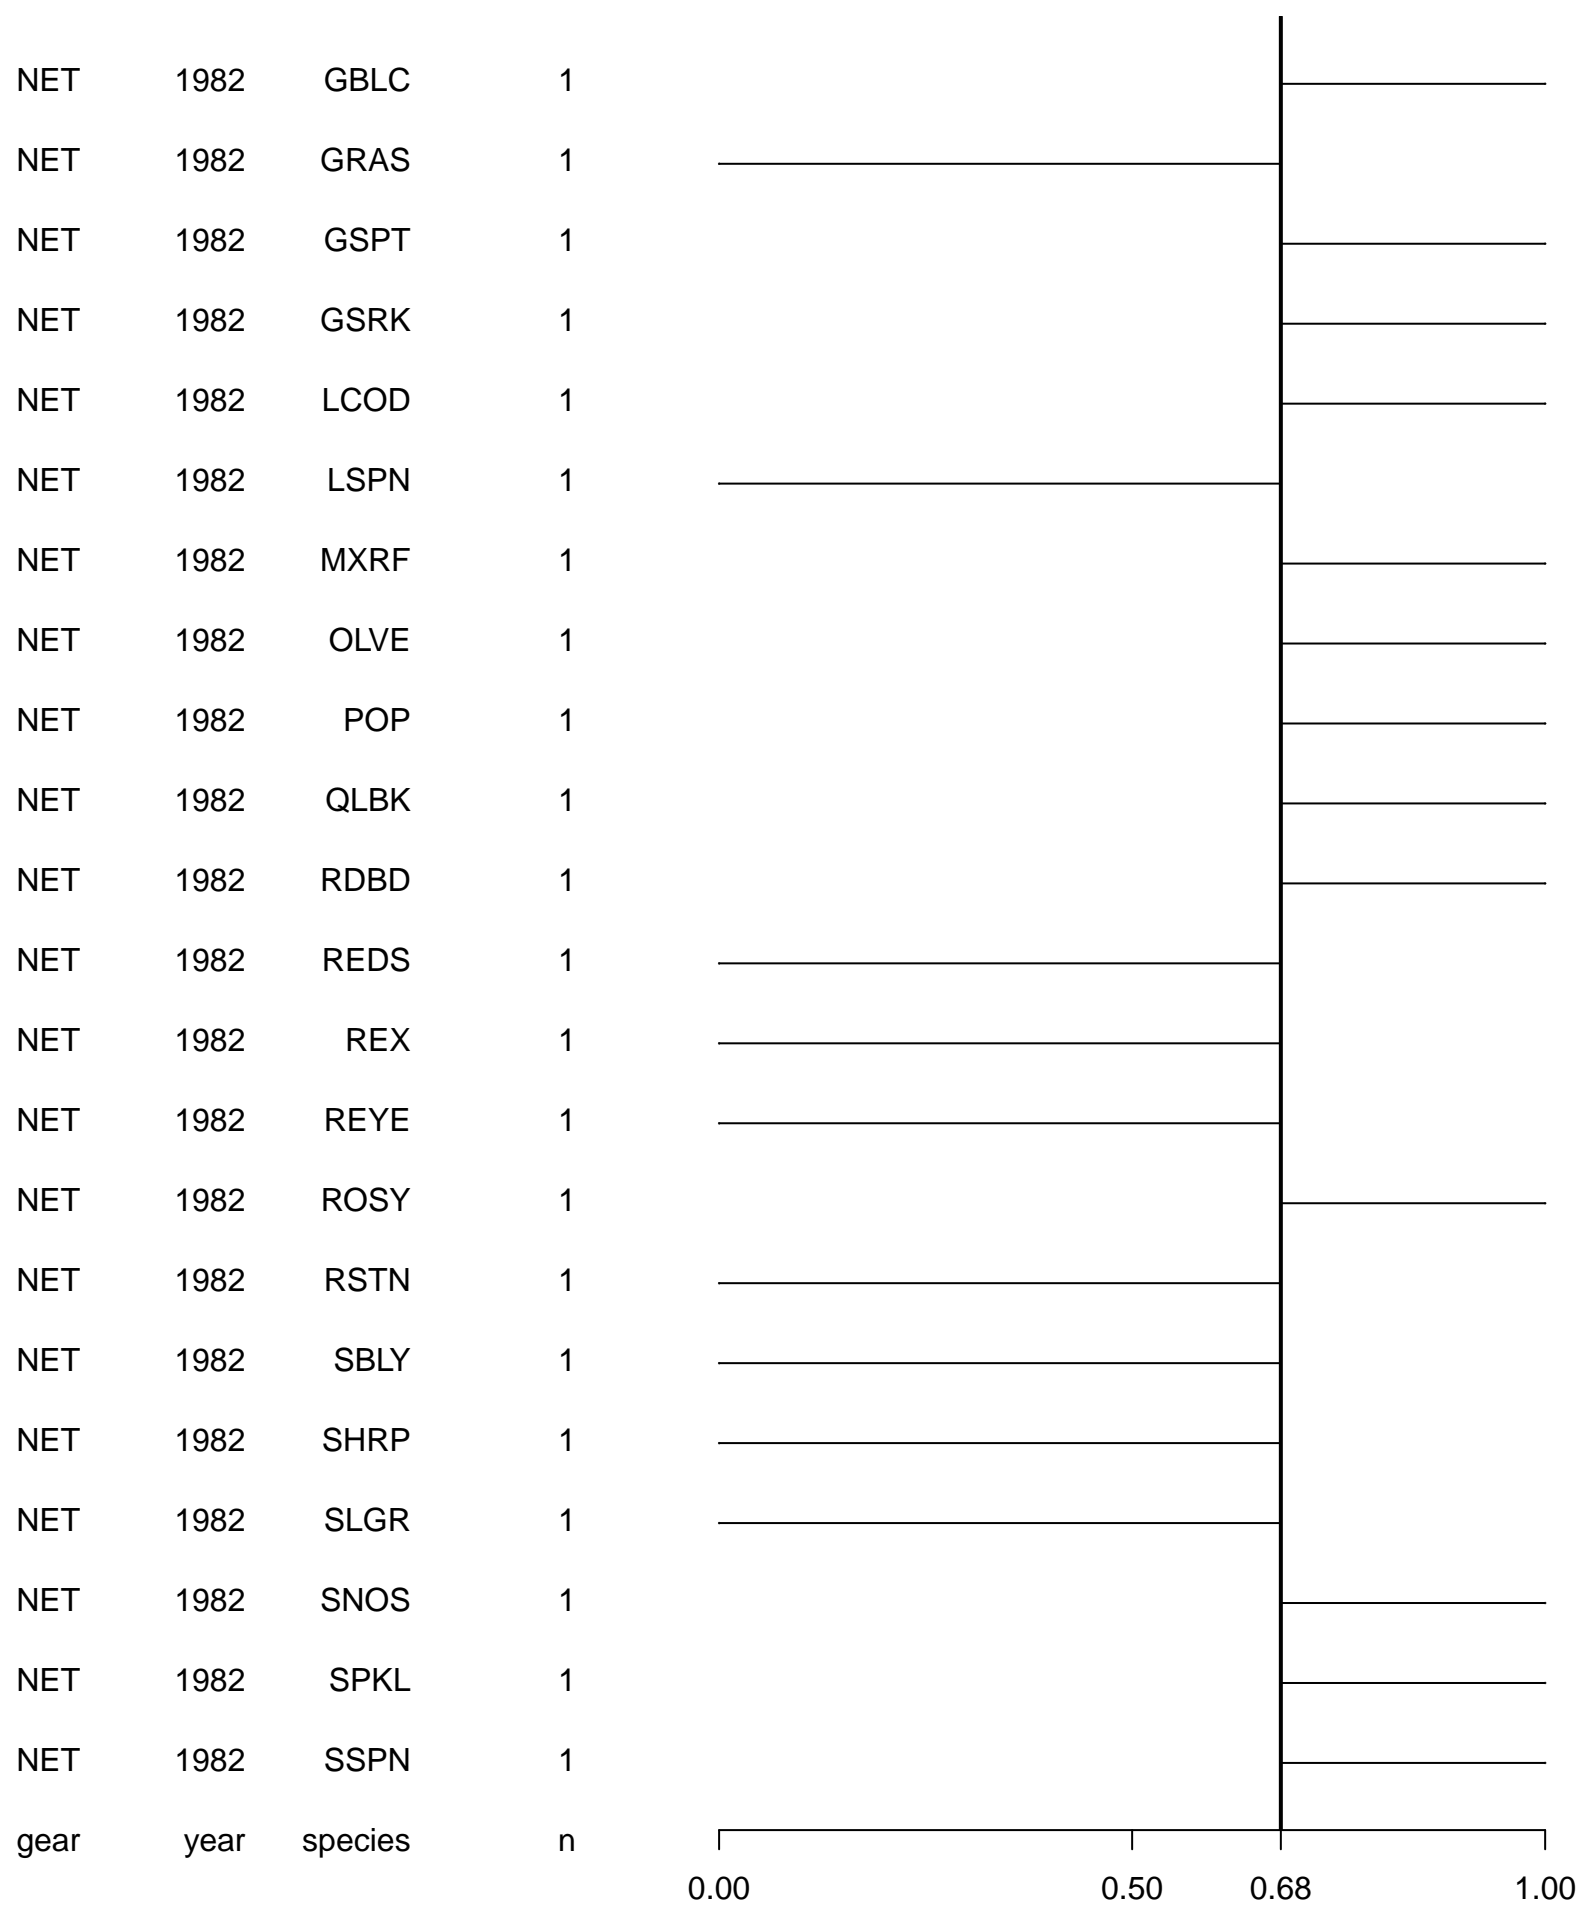 NET 1982 GBLC 1
NET 1982 GRAS 1
NET 1982 GSPT 1
NET 1982 GSRK 1
NET 1982 LCOD 1
NET 1982 LSPN 1
NET 1982 MXRF 1
NET 1982 OLVE 1
NET 1982 POP 1
NET 1982 QLBK 1
NET 1982 RDBD 1
NET 1982 REDS 1
NET 1982 REX 1
NET 1982 REYE 1
NET 1982 ROSY 1
NET 1982 RSTN 1
NET 1982 SBLY 1
NET 1982 SHRP 1
NET 1982 SLGR 1
NET 1982 SNOS 1
NET 1982 SPKL 1
NET 1982 SSPN 1
gear year species n
0.00 0.50 0.68 1.00